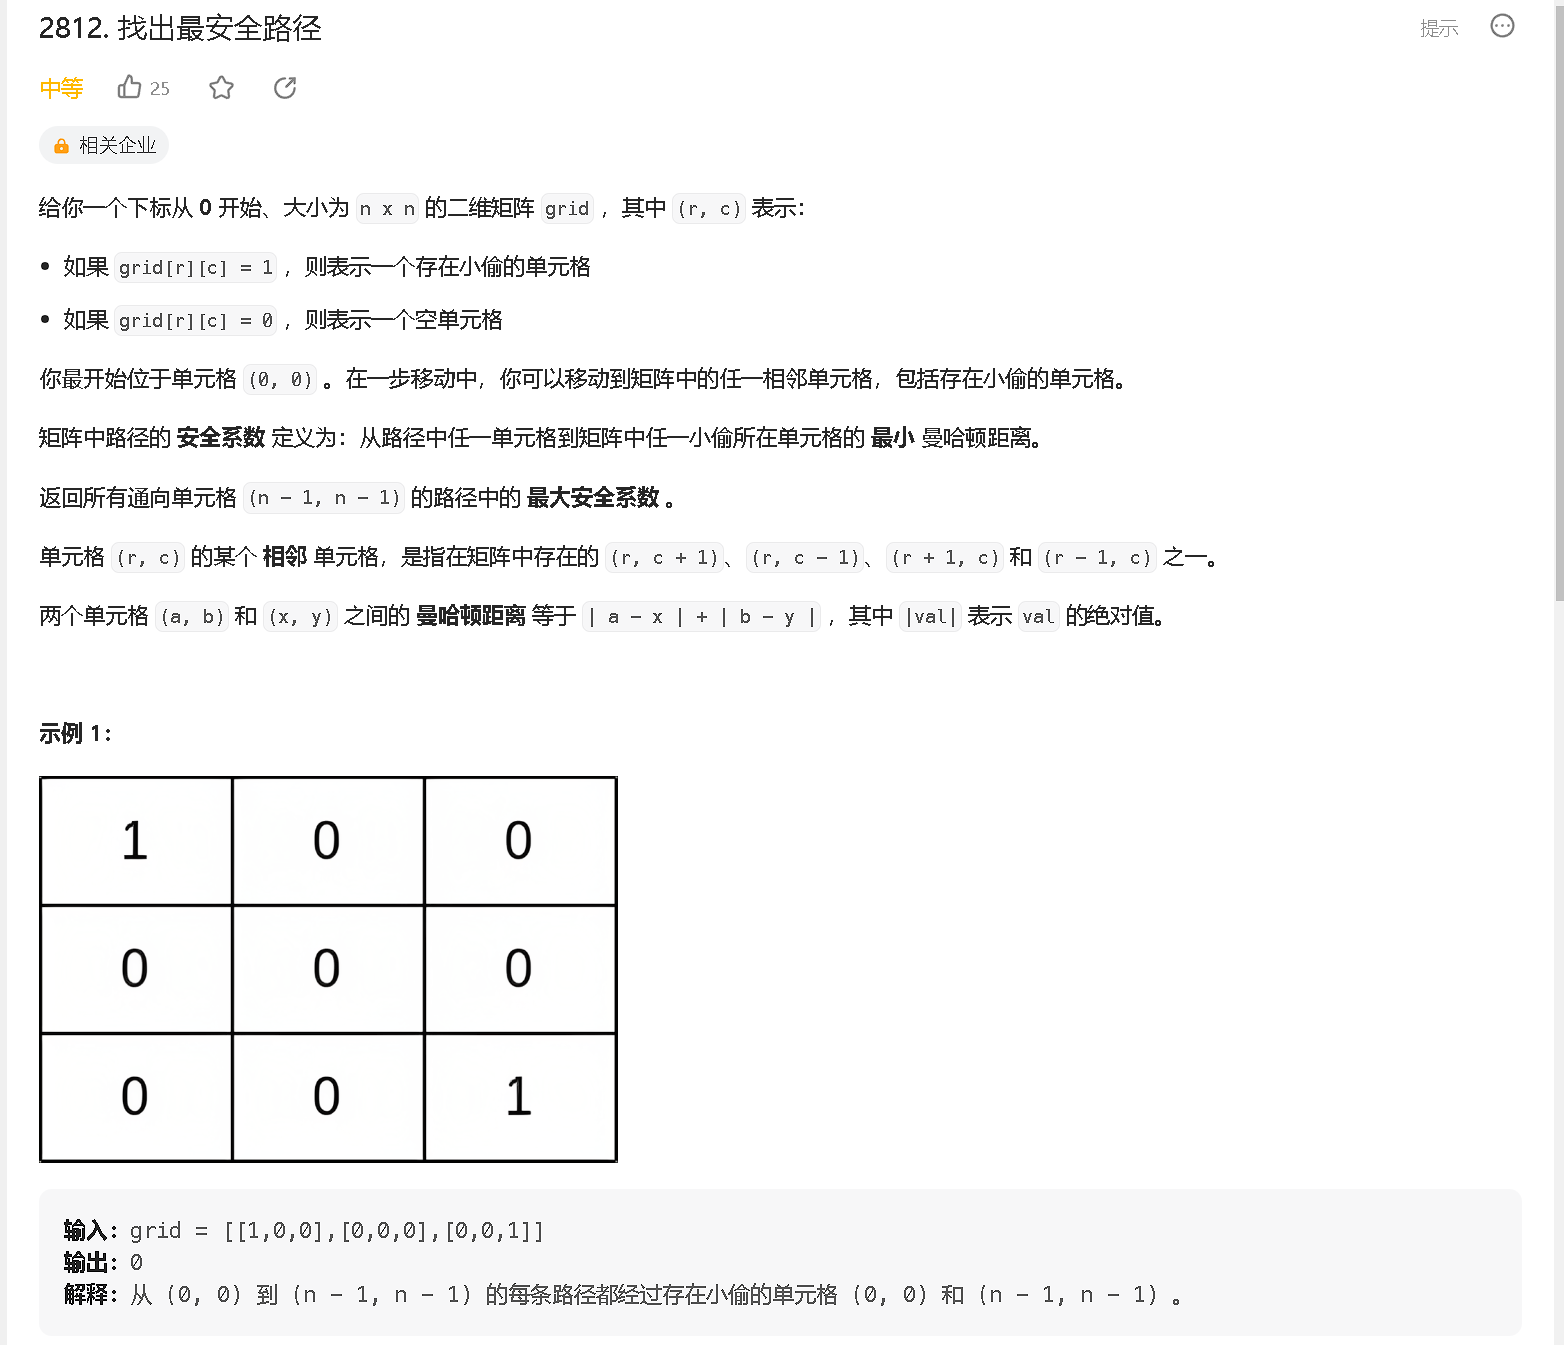 2812. 找出最安全路径
提示
中等
25
相关企业
给你一个下标从 0 开始、大小为 n x n 的二维矩阵 grid ，其中 (r, c) 表示：
• 如果 grid[r][c] = 1 ，则表示一个存在小偷的单元格
• 如果 grid[r][c] = 0 ，则表示一个空单元格
你最开始位于单元格 (0, 0) 。在一步移动中，你可以移动到矩阵中的任一相邻单元格，包括存在小偷的单元格。
矩阵中路径的 安全系数 定义为：从路径中任一单元格到矩阵中任一小偷所在单元格的 最小 曼哈顿距离。
返回所有通向单元格 (n - 1, n - 1) 的路径中的 最大安全系数 。
单元格 (r, c) 的某个 相邻 单元格，是指在矩阵中存在的 (r, c + 1)、(r, c - 1)、(r + 1, c) 和 (r - 1, c) 之一。
两个单元格 (a, b) 和 (x, y) 之间的 曼哈顿距离 等于 | a - x | + | b - y | ，其中 |val| 表示 val 的绝对值。
示例 1：
1 0 0
0 0 0
0 0 1
输入：grid = [[1,0,0],[0,0,0],[0,0,1]]
输出：0
解释：从 (0, 0) 到 (n - 1, n - 1) 的每条路径都经过存在小偷的单元格 (0, 0) 和 (n - 1, n - 1) 。